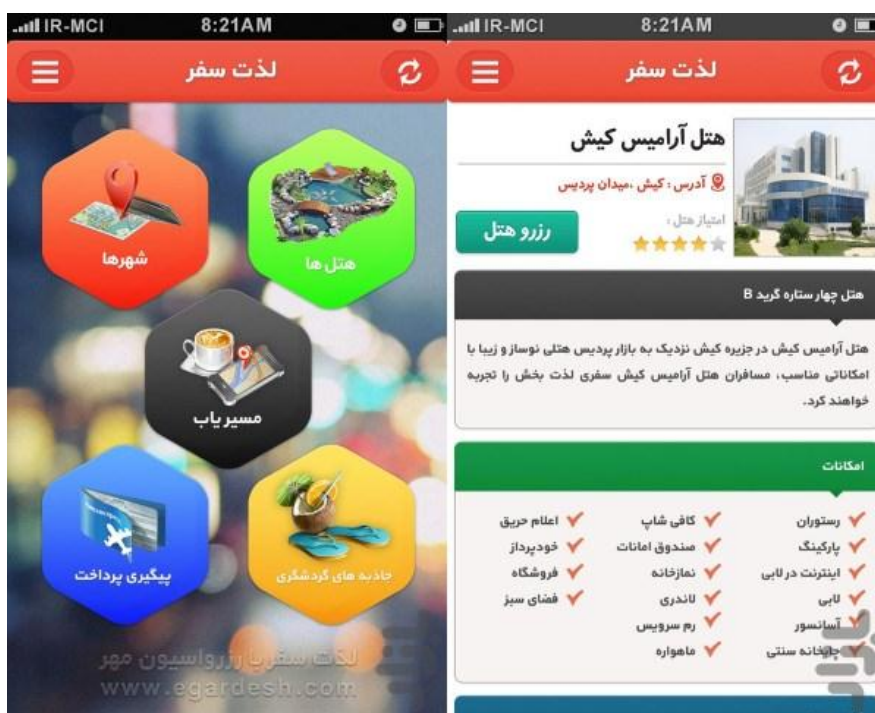 IR-MCI 8:21AM
لذت سفر
شهرها
هتل ها
مسیر یاب
پیگیری پرداخت
جاذبه های گردشگری
لذت سفر با رزرواسیون مهر
www.egardesh.com
IR-MCI 8:21AM
لذت سفر
هتل آرامیس کیش
آدرس : کیش ،میدان پردیس
امتیاز هتل :
رزرو هتل
هتل چهار ستاره گرید B
هتل آرامیس کیش در جزیره کیش نزدیک به بازار پردیس هتلی نوساز و زیبا با
امکاناتی مناسب، مسافران هتل آرامیس کیش سفری لذت بخش را تجربه
خواهند کرد.
امکانات
رستوران کافی شاپ اعلام حریق
پارکینگ صندوق امانات خودپرداز
اینترنت در لابی نمازخانه فروشگاه
لابی لاندری فضای سبز
آسانسور رم سرویس
چایخانه سنتی ماهواره